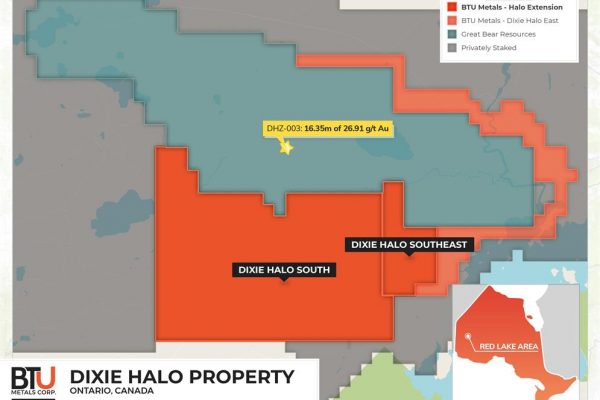 BTU Metals - Halo Extension
BTU Metals - Dixie Halo East
Great Bear Resources
Privately Staked
DHZ-003: 16.35m of 26.91 g/t Au
DIXIE HALO SOUTHEAST
DIXIE HALO SOUTH
RED LAKE AREA
BTU
METALS CORP.
DIXIE HALO PROPERTY
ONTARIO, CANADA